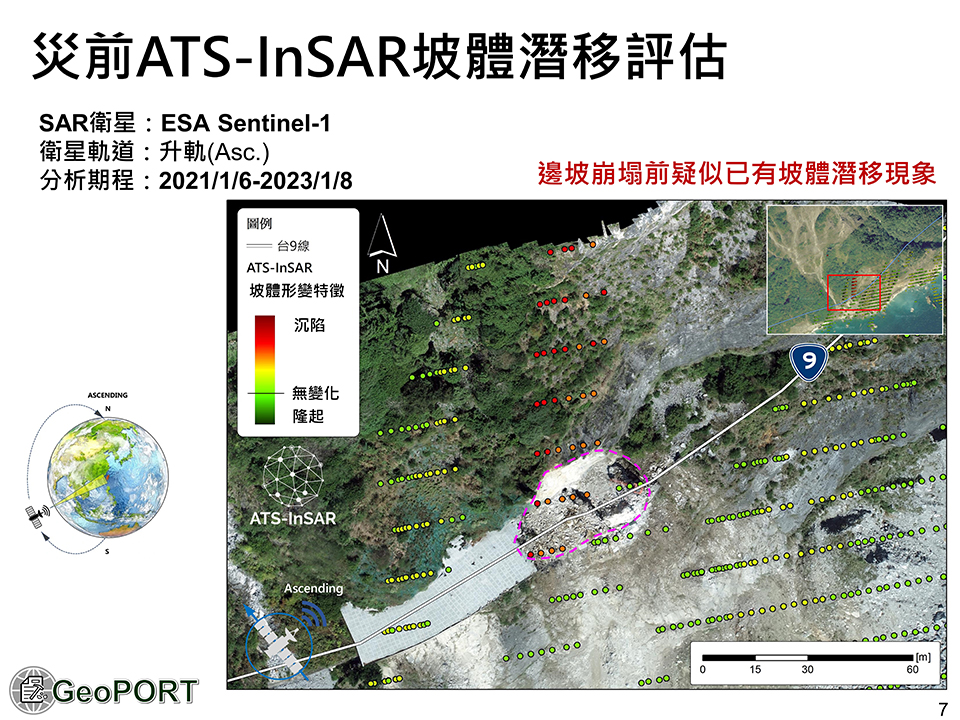 災前ATS-InSAR坡體潛移評估
SAR衛星：ESA Sentinel-1
衛星軌道：升軌(Asc.)
分析期程：2021/1/6-2023/1/8
邊坡崩塌前疑似已有坡體潛移現象
圖例
台9線
ATS-InSAR
坡體形變特徵
沉陷
無變化
隆起
N
9
ATS-InSAR
Ascending
ASCENDING
N
S
[m]
0 15 30 60
GeoPORT
7